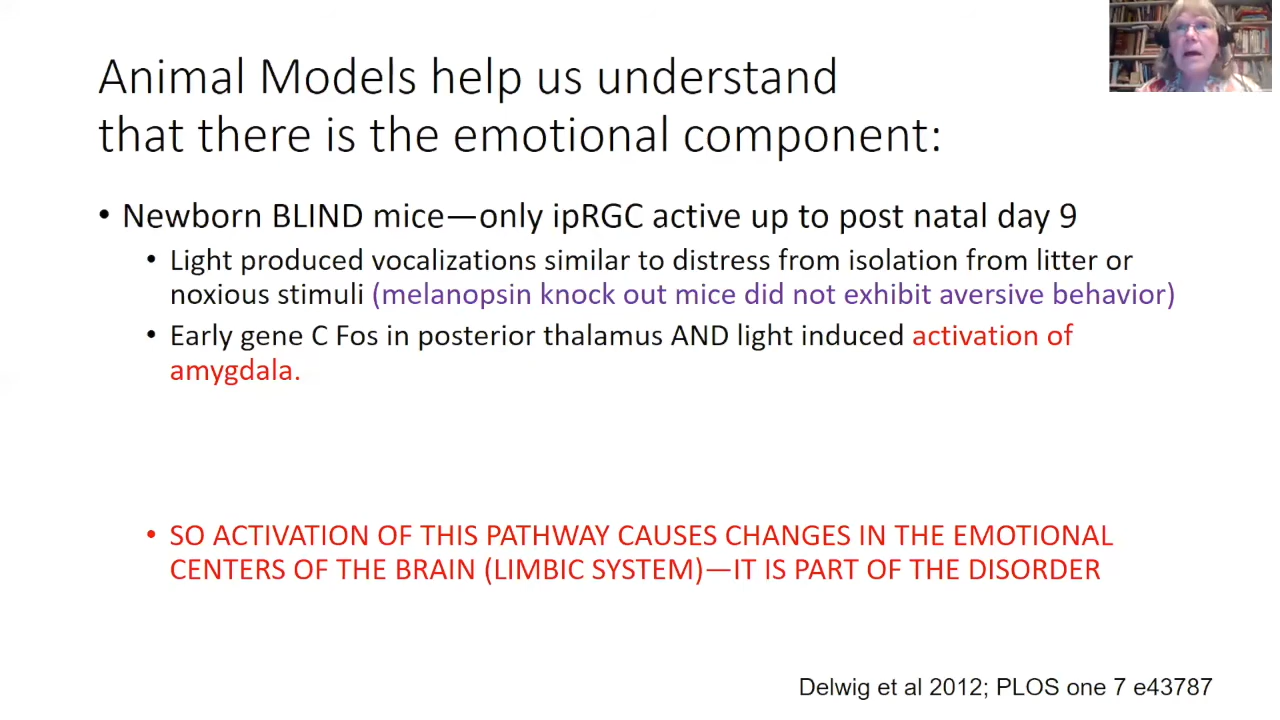 Animal Models help us understand
that there is the emotional component:
• Newborn BLIND mice—only ipRGC active up to post natal day 9
• Light produced vocalizations similar to distress from isolation from litter or
noxious stimuli (melanopsin knock out mice did not exhibit aversive behavior)
• Early gene C Fos in posterior thalamus AND light induced activation of
amygdala.
• SO ACTIVATION OF THIS PATHWAY CAUSES CHANGES IN THE EMOTIONAL
CENTERS OF THE BRAIN (LIMBIC SYSTEM)—IT IS PART OF THE DISORDER
Delwig et al 2012; PLOS one 7 e43787